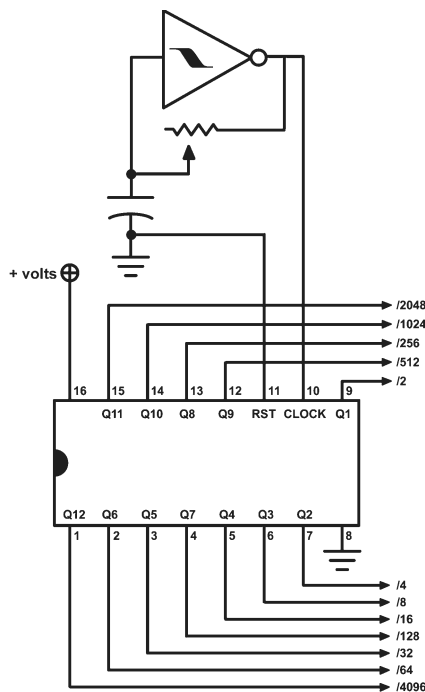 + volts
/2048
/1024
/256
/512
/2
16 15 14 13 12 11 10 9
Q11 Q10 Q8 Q9 RST CLOCK Q1
Q12 Q6 Q5 Q7 Q4 Q3 Q2
1 2 3 4 5 6 7 8
/4
/8
/16
/128
/32
/64
/4096